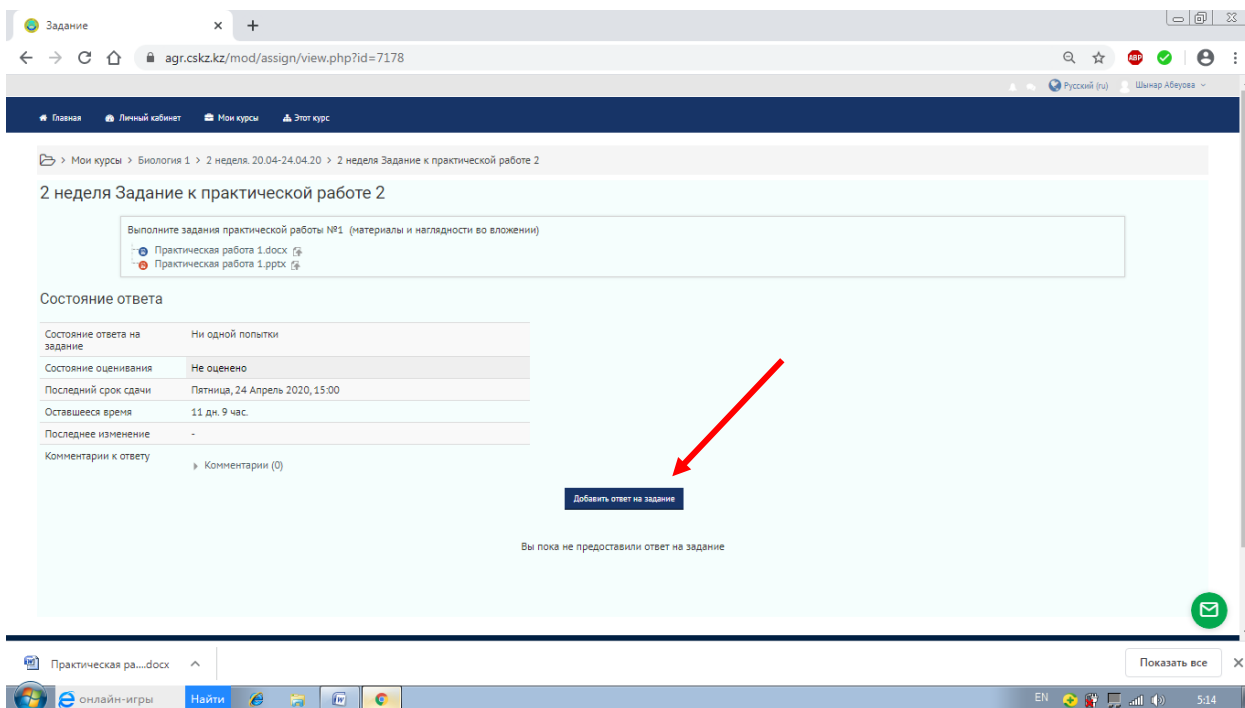 Задание
agr.cskz.kz/mod/assign/view.php?id=7178
ABP
Русский (ru) Шынар Абеуова
Главная Личный кабинет Мои курсы Этот курс
> Мои курсы > Биология 1 > 2 неделя. 20.04-24.04.20 > 2 неделя Задание к практической работе 2
2 неделя Задание к практической работе 2
Выполните задания практической работы №1 (материалы и наглядности во вложении)
Практическая работа 1.docx
Практическая работа 1.pptx
Состояние ответа
Состояние ответа на задание Ни одной попытки
Состояние оценивания Не оценено
Последний срок сдачи Пятница, 24 Апрель 2020, 15:00
Оставшееся время 11 дн. 9 час.
Последнее изменение -
Комментарии к ответу Комментарии (0)
Добавить ответ на задание
Вы пока не предоставили ответ на задание
Практическая ра....docx Показать все
онлайн-игры Найти EN 5:14